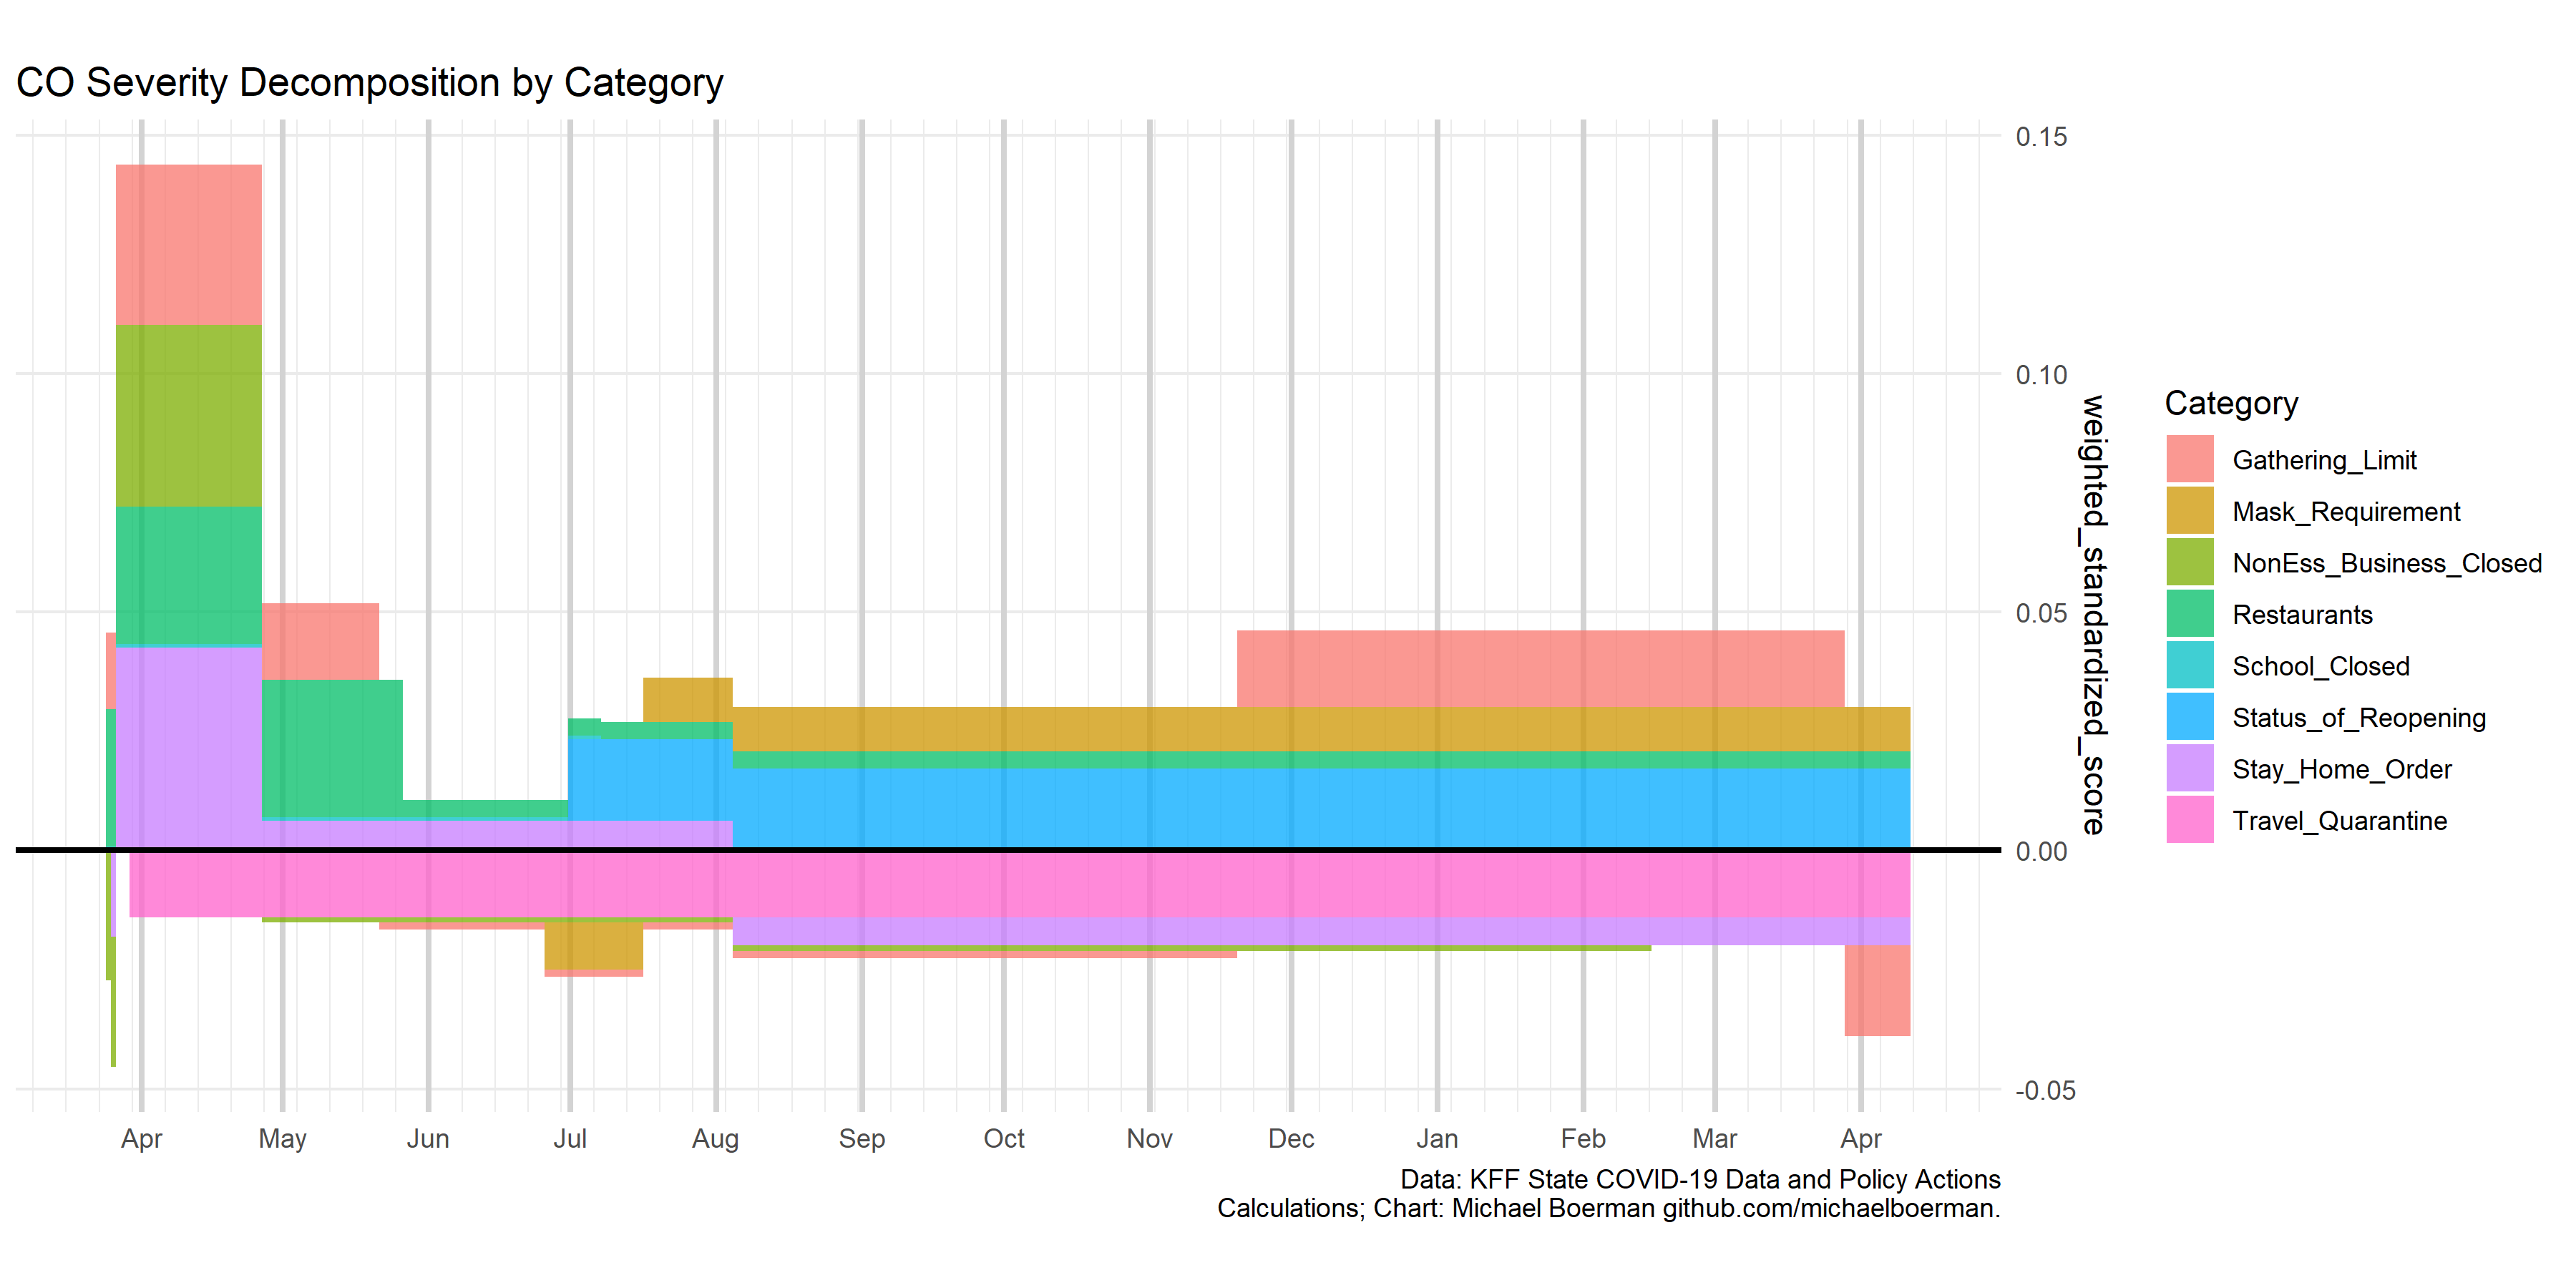 CO Severity Decomposition by Category
0.15
0.10
0.05
0.00
-0.05
weighted_standardized_score
Category
Gathering_Limit
Mask_Requirement
NonEss_Business_Closed
Restaurants
School_Closed
Status_of_Reopening
Stay_Home_Order
Travel_Quarantine
Apr May Jun Jul Aug Sep Oct Nov Dec Jan Feb Mar Apr
Data: KFF State COVID-19 Data and Policy Actions
Calculations; Chart: Michael Boerman github.com/michaelboerman.